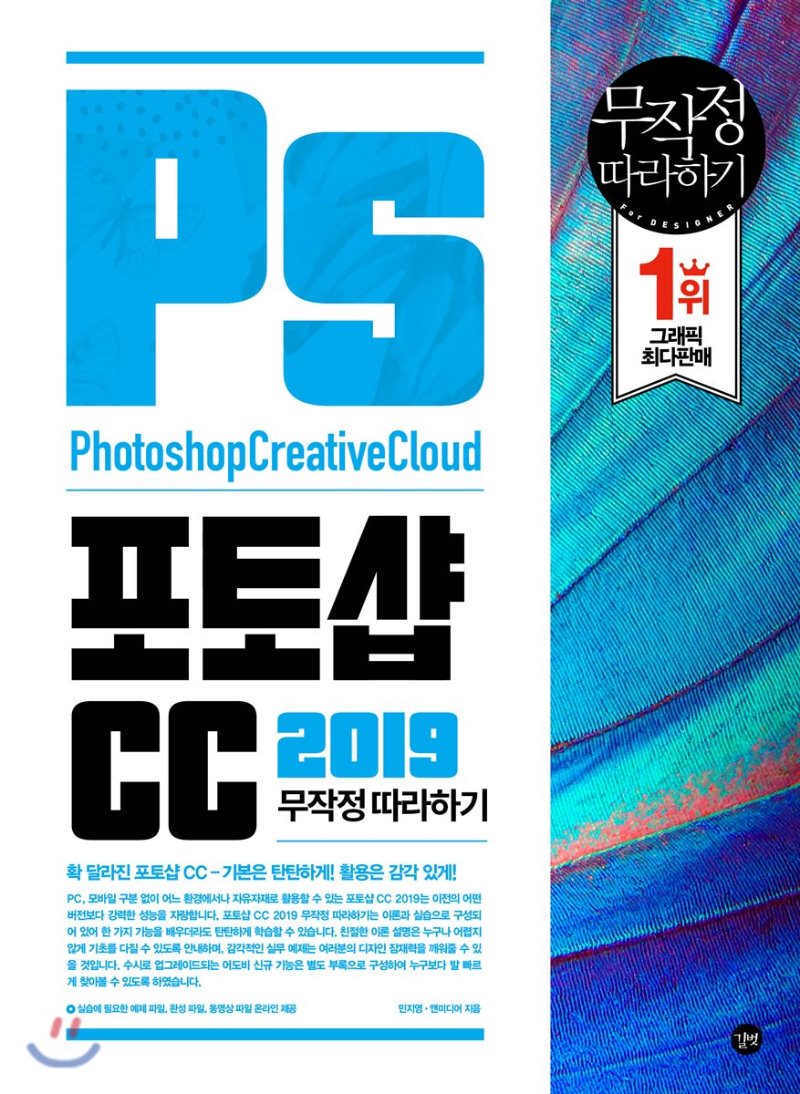 Ps
PhotoshopCreativeCloud
포토샵
CC 2019
무작정 따라하기
확 달라진 포토샵 CC – 기본은 탄탄하게! 활용은 감각 있게!
PC, 모바일 구분 없이 어느 환경에서나 자유자재로 활용할 수 있는 포토샵 CC 2019는 이전의 어떤
버전보다 강력한 성능을 자랑합니다. 포토샵 CC 2019 무작정 따라하기는 이론과 실습으로 구성되
어 있어 한 가지 기능을 배우더라도 탄탄하게 학습할 수 있습니다. 친절한 이론 설명은 누구나 어렵지
않게 기초를 다질 수 있도록 안내하며, 감각적인 실무 예제는 여러분의 디자인 잠재력을 깨워줄 수 있
을 것입니다. 수시로 업그레이드되는 어도비 신규 기능은 별도 부록으로 구성하여 누구보다 발 빠르
게 찾아볼 수 있도록 하였습니다.
실습에 필요한 예제 파일, 완성 파일, 동영상 파일 온라인 제공
민지영 · 앤미디어 지음
무작정
따라하기
For DESIGNER
1위
그래픽
최다판매
길벗